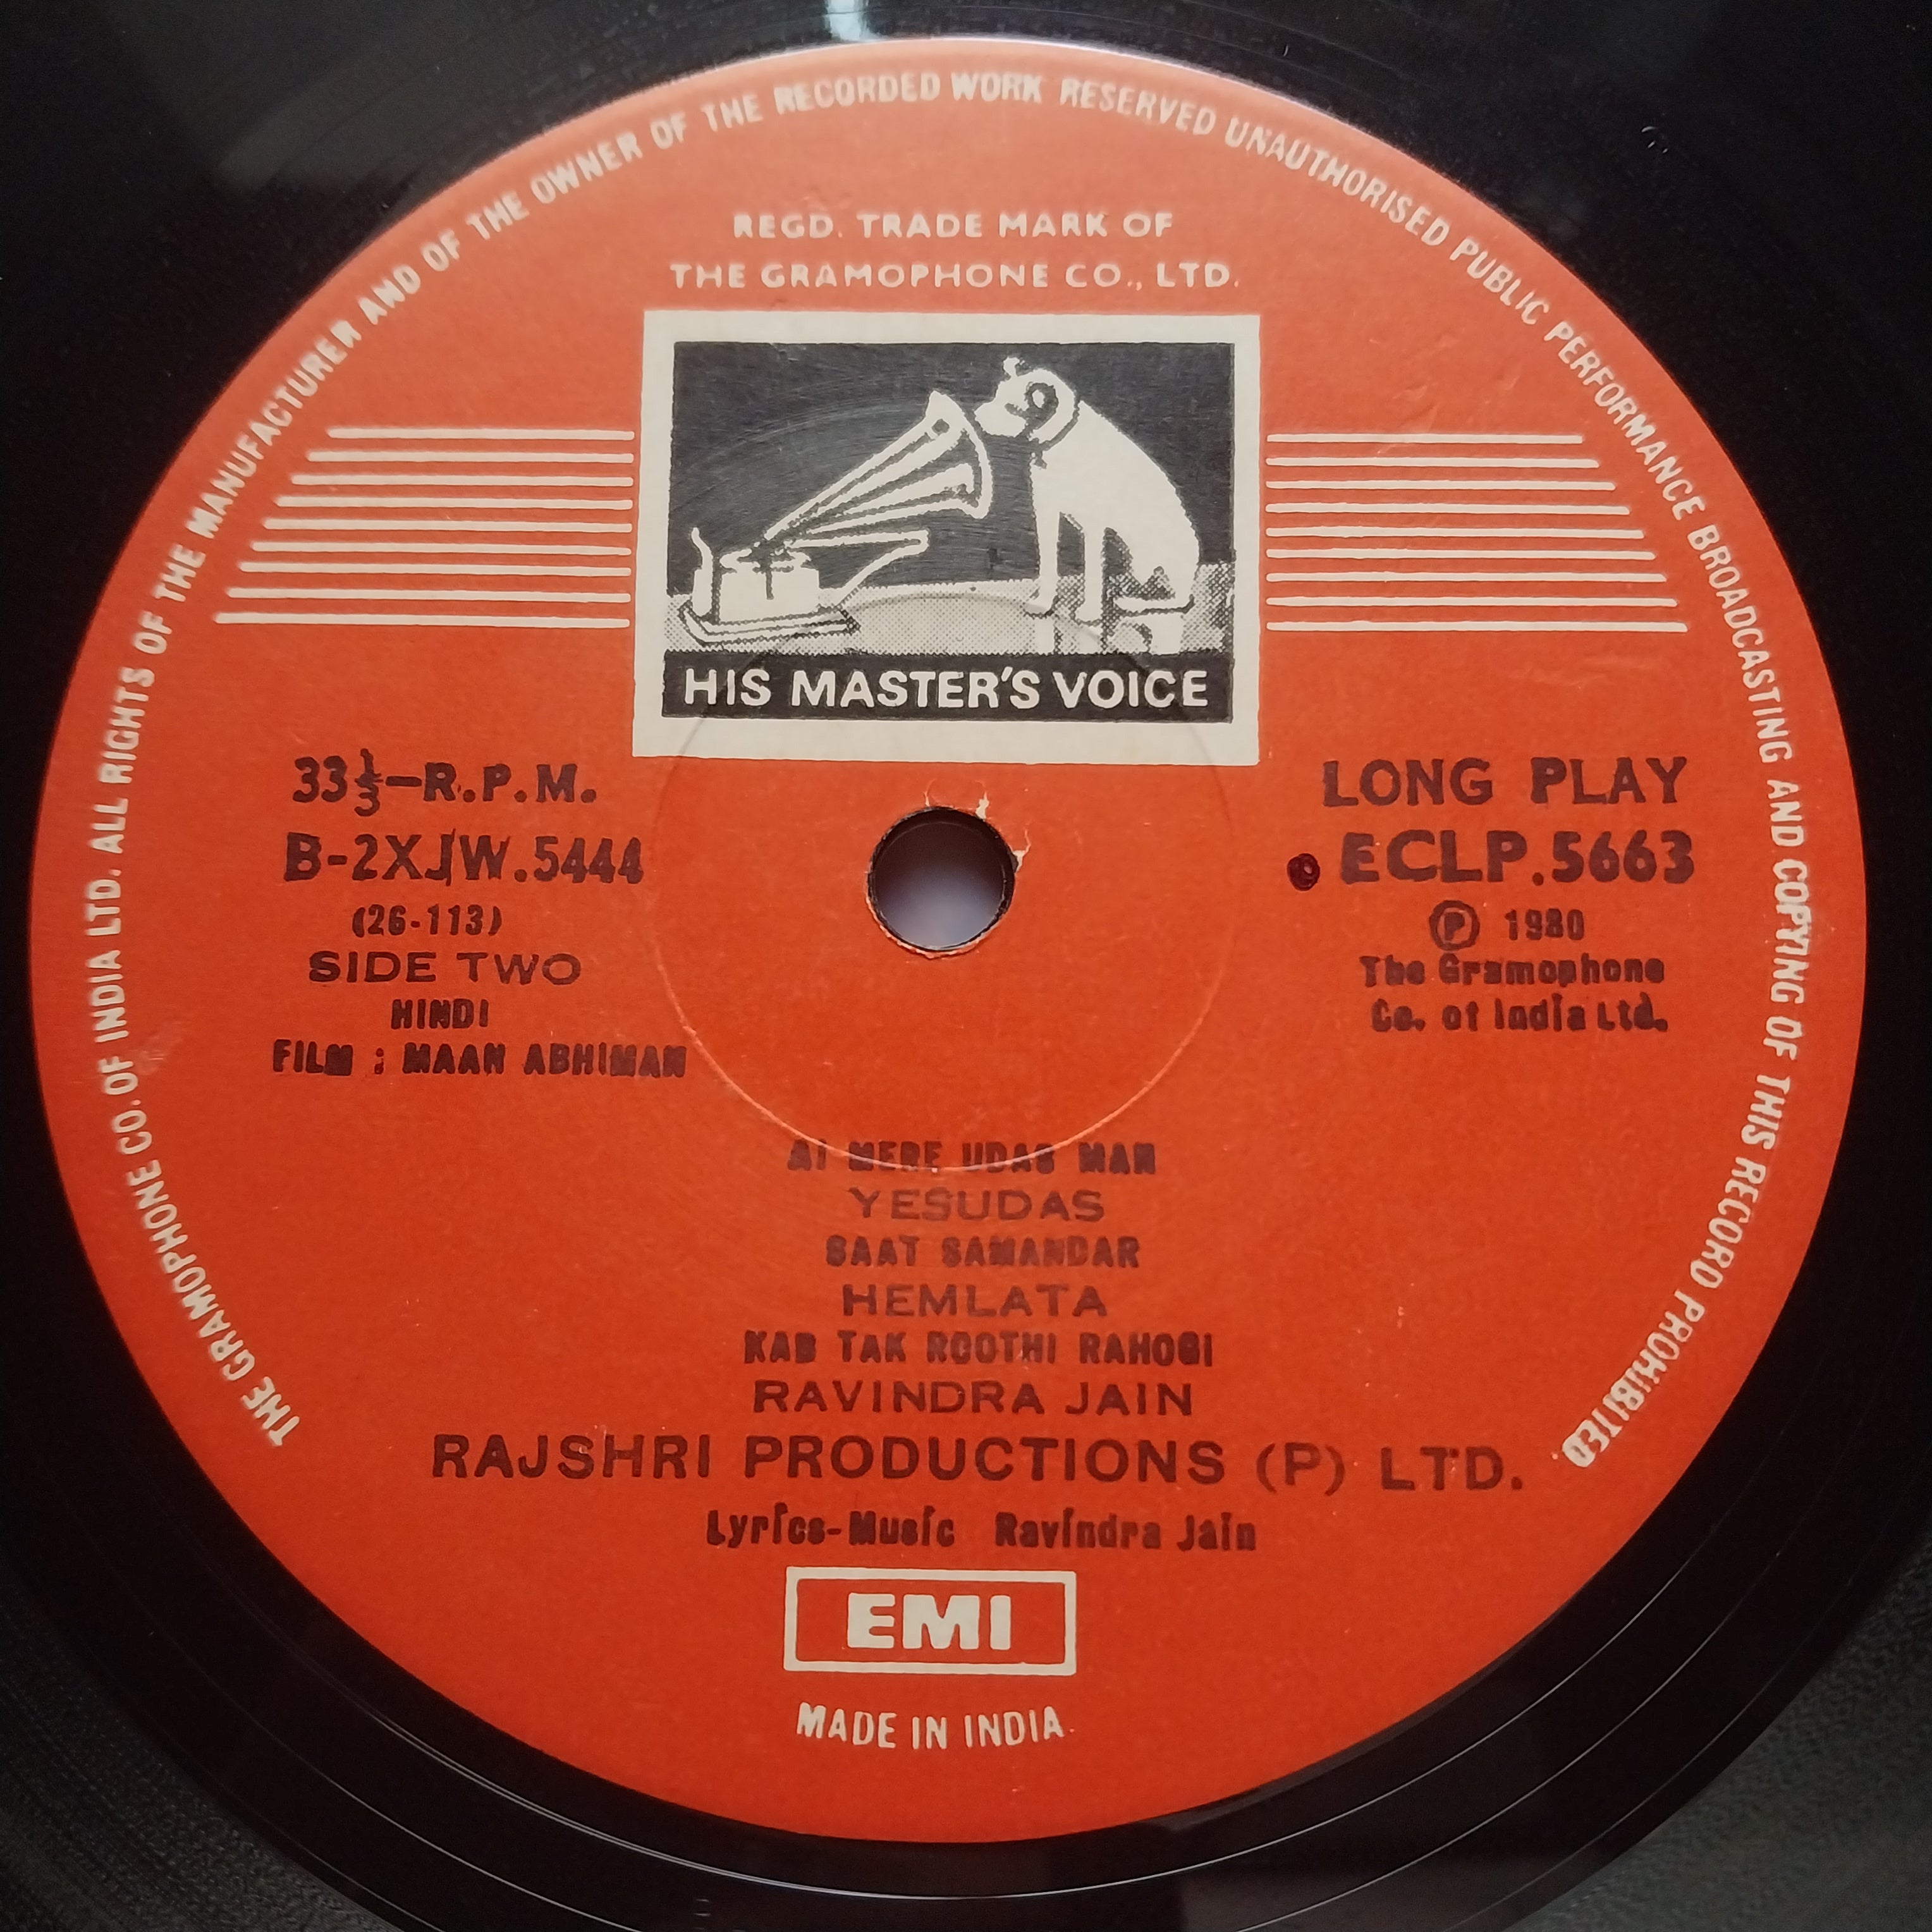 THE GRAMOPHONE CO. OF INDIA LTD. ALL RIGHTS OF THE MANUFACTURER AND OF THE OWNER OF THE RECORDED WORK RESERVED UNAUTHORISED PUBLIC PERFORMANCE BROADCASTING AND COPYING OF THIS RECORD PROHIBITED.
REGD. TRADE MARK OF
THE GRAMOPHONE CO., LTD.
HIS MASTER'S VOICE
33 1/3-R.P.M.
B-2XJW.5444
(26-113)
SIDE TWO
HINDI
FILM : MAAN ABHIMAN
LONG PLAY
ECLP.5663
Ⓟ 1980
The Gramophone
Co. of India Ltd.
AI MERE UDAS MAN
YESUDAS
SAAT SAMANDAR
HEMLATA
KAB TAK ROOTHI RAHOGI
RAVINDRA JAIN
RAJSHRI PRODUCTIONS (P) LTD.
Lyrics-Music Ravindra Jain
EMI
MADE IN INDIA